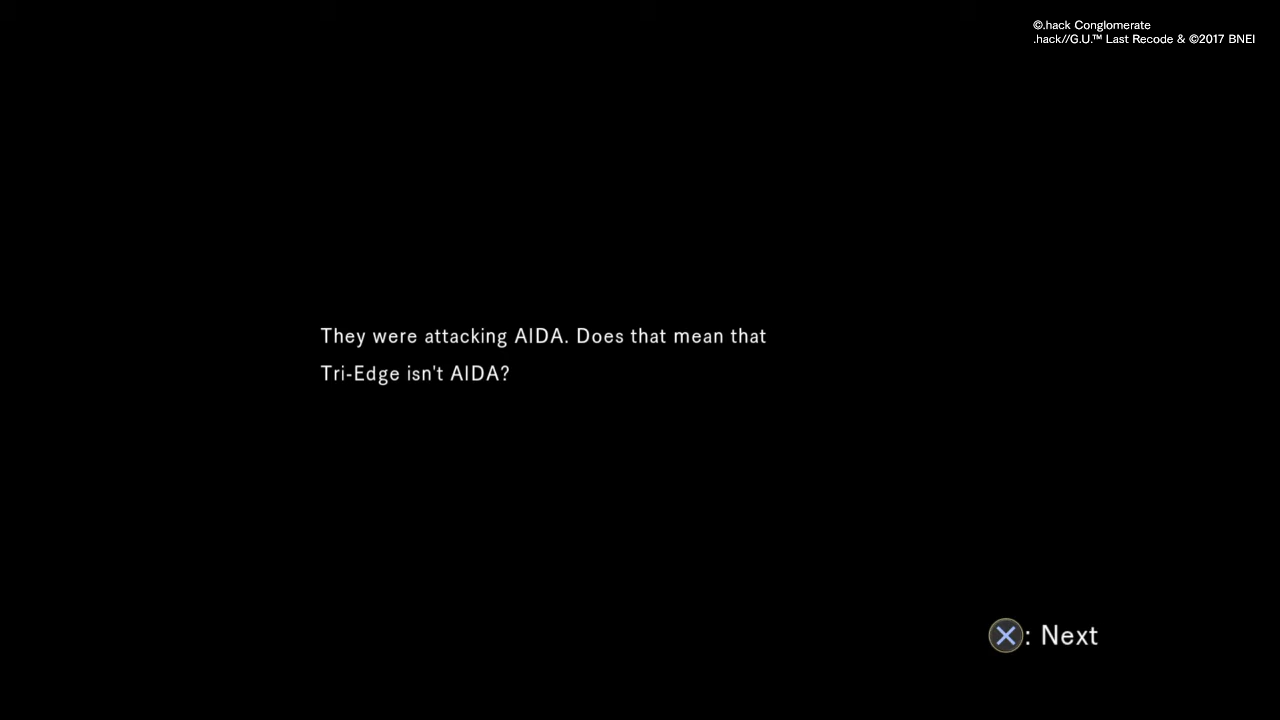 ©.hack Conglomerate
.hack//G.U.™ Last Recode & ©2017 BNEI
They were attacking AIDA. Does that mean that
Tri-Edge isn't AIDA?
: Next